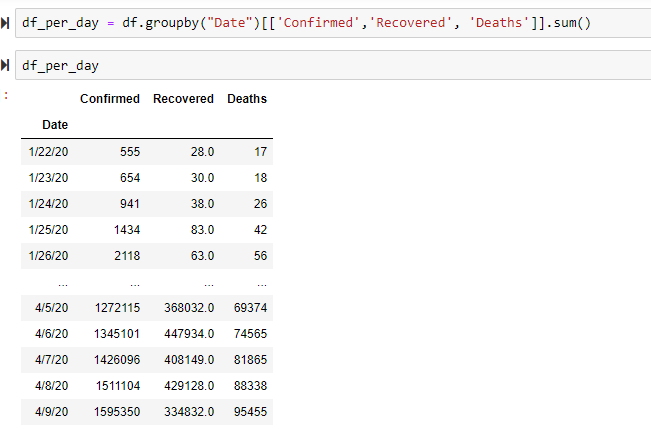 df_per_day = df.groupby("Date")[['Confirmed','Recovered', 'Deaths']].sum()
df_per_day
:
Confirmed Recovered Deaths
Date
1/22/20 555 28.0 17
1/23/20 654 30.0 18
1/24/20 941 38.0 26
1/25/20 1434 83.0 42
1/26/20 2118 63.0 56
... ... ... ...
4/5/20 1272115 368032.0 69374
4/6/20 1345101 447934.0 74565
4/7/20 1426096 408149.0 81865
4/8/20 1511104 429128.0 88338
4/9/20 1595350 334832.0 95455